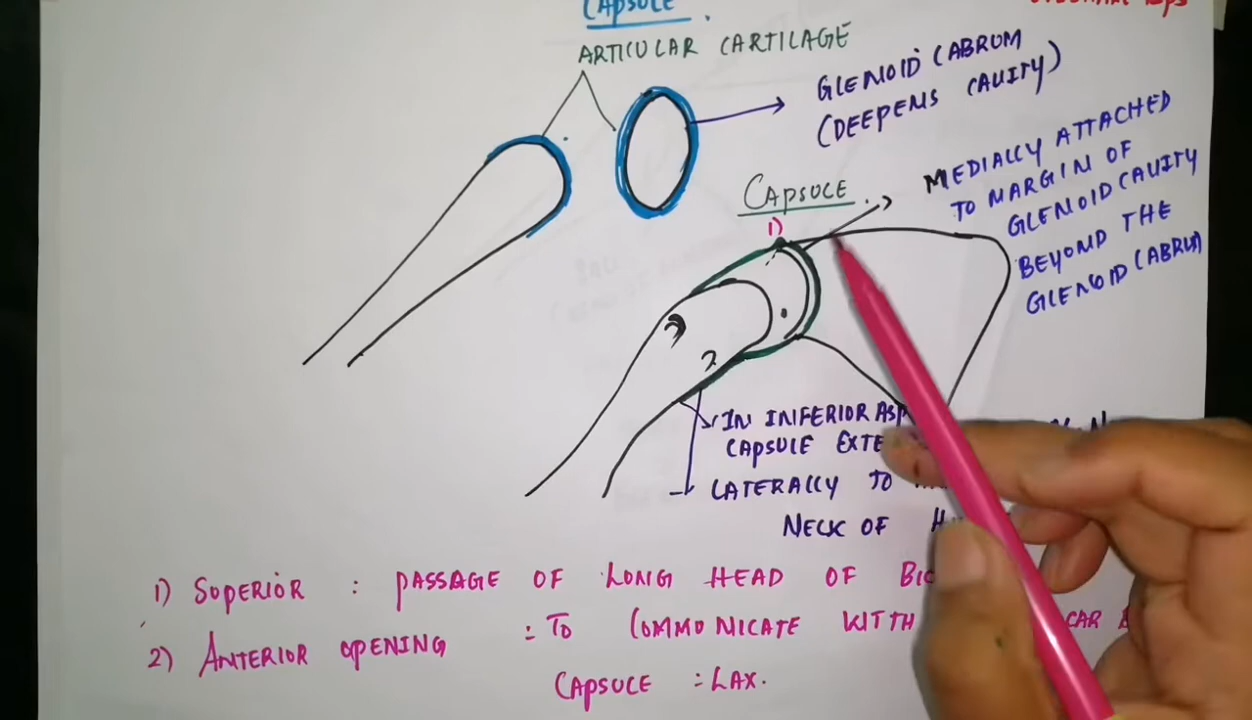 CAPSULE.
ARTICULAR CARTILAGE
GLENOID LABRUM
(DEEPENS CAVITY)
CAPSULE.
MEDIALLY ATTACHED
TO MARGIN OF
GLENOID CAVITY
BEYOND THE
GLENOID LABRUM
1)
IN INFERIOR
CAPSULE
LATERALLY TO
NECK OF
1) SUPERIOR : PASSAGE OF LONG HEAD OF
2) ANTERIOR OPENING : TO COMMUNICATE WITH
CAPSULE : LAX.